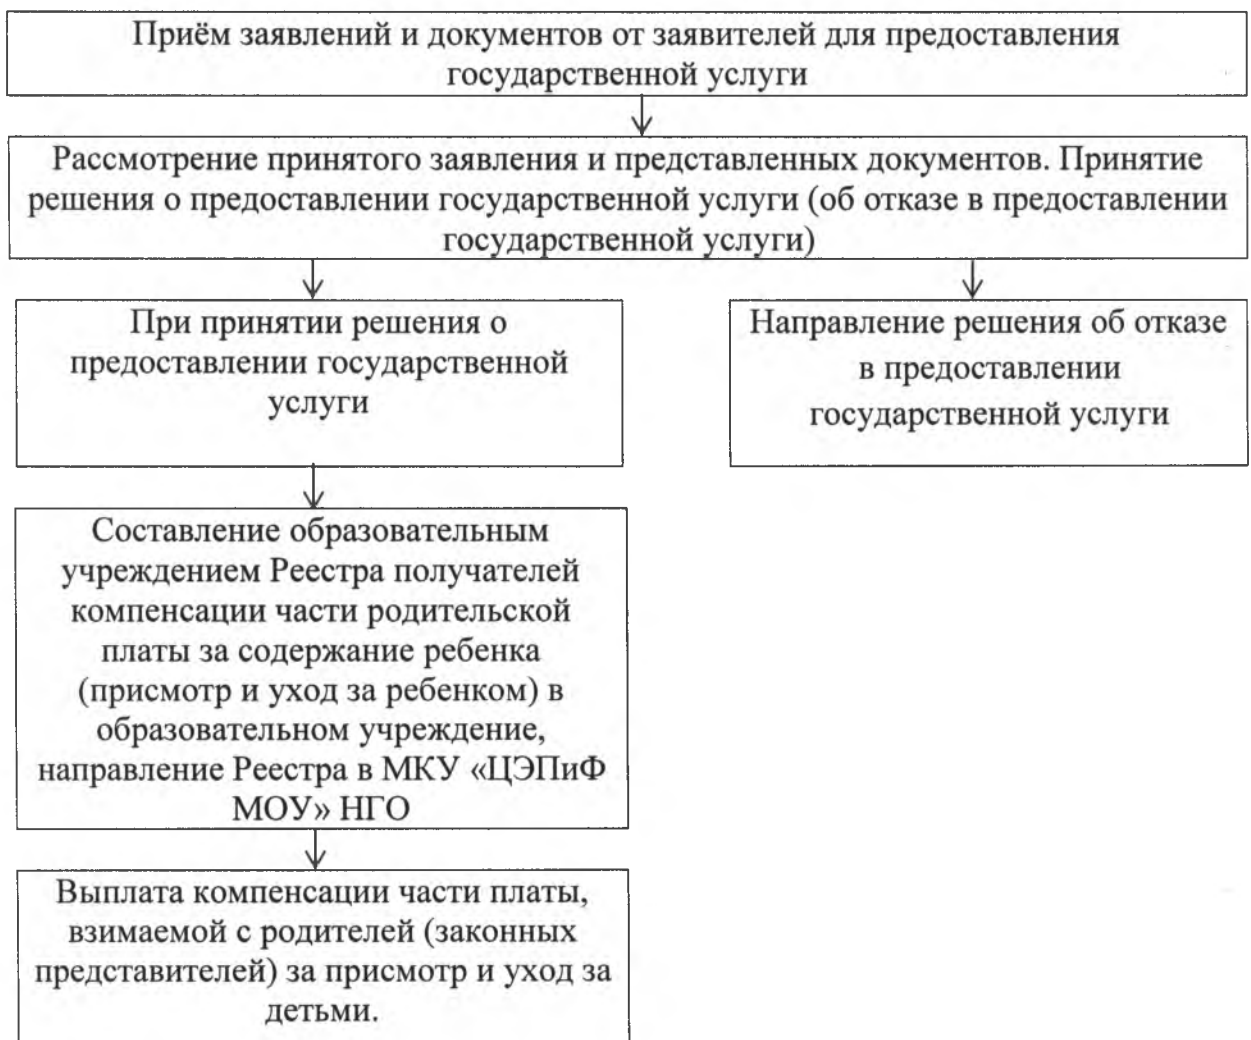 Приём заявлений и документов от заявителей для предоставления
государственной услуги
Рассмотрение принятого заявления и представленных документов. Принятие
решения о предоставлении государственной услуги (об отказе в предоставлении
государственной услуги)
При принятии решения о
предоставлении государственной
услуги
Направление решения об отказе
в предоставлении
государственной услуги
Составление образовательным
учреждением Реестра получателей
компенсации части родительской
платы за содержание ребенка
(присмотр и уход за ребенком) в
образовательном учреждение,
направление Реестра в МКУ «ЦЭПиФ
МОУ» НГО
Выплата компенсации части платы,
взимаемой с родителей (законных
представителей) за присмотр и уход за
детьми.